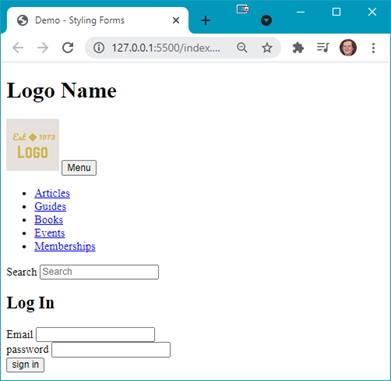 Demo - Styling Forms
127.0.0.1:5500/index....
Logo Name
Est 1973
LOGO
Menu
Articles
Guides
Books
Events
Memberships
Search Search
Log In
Email
password
sign in